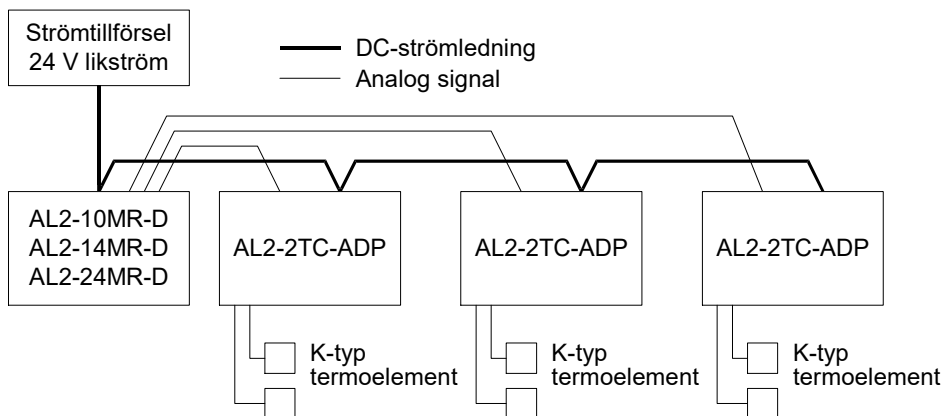 Strömtillförsel
24 V likström
DC-strömledning
Analog signal
AL2-10MR-D
AL2-14MR-D
AL2-24MR-D
AL2-2TC-ADP
AL2-2TC-ADP
AL2-2TC-ADP
K-typ
termoelement
K-typ
termoelement
K-typ
termoelement